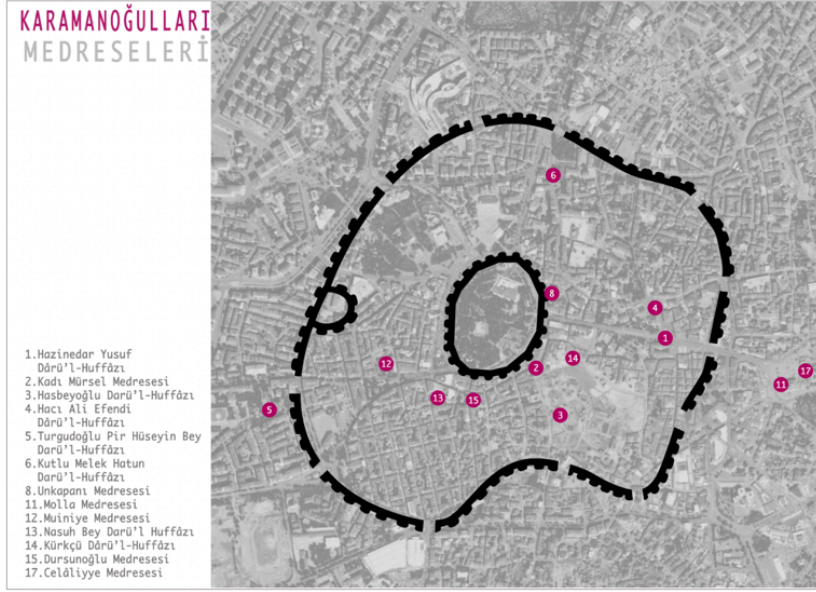 KARAMANOĞULLARI
MEDRESELERİ
1.Hazinedar Yusuf
Dârü'l-Huffâzı
2.Kadı Mürsel Medresesi
3.Hasbeyoğlu Darü'l-Huffâzı
4.Hacı Ali Efendi
Dârü'l-Huffâzı
5.Turgudoğlu Pir Hüseyin Bey
Darü'l-Huffâzı
6.Kutlu Melek Hatun
Darü'l-Huffâzı
8.Unkapanı Medresesi
11.Molla Medresesi
12.Muiniye Medresesi
13.Nasuh Bey Darü'l Huffâzı
14.Kürkçü Dârü'l-Huffâzı
15.Dursunoğlu Medresesi
17.Celâliyye Medresesi
6
8
4
1
14
2
12
17
11
13
15
5
3